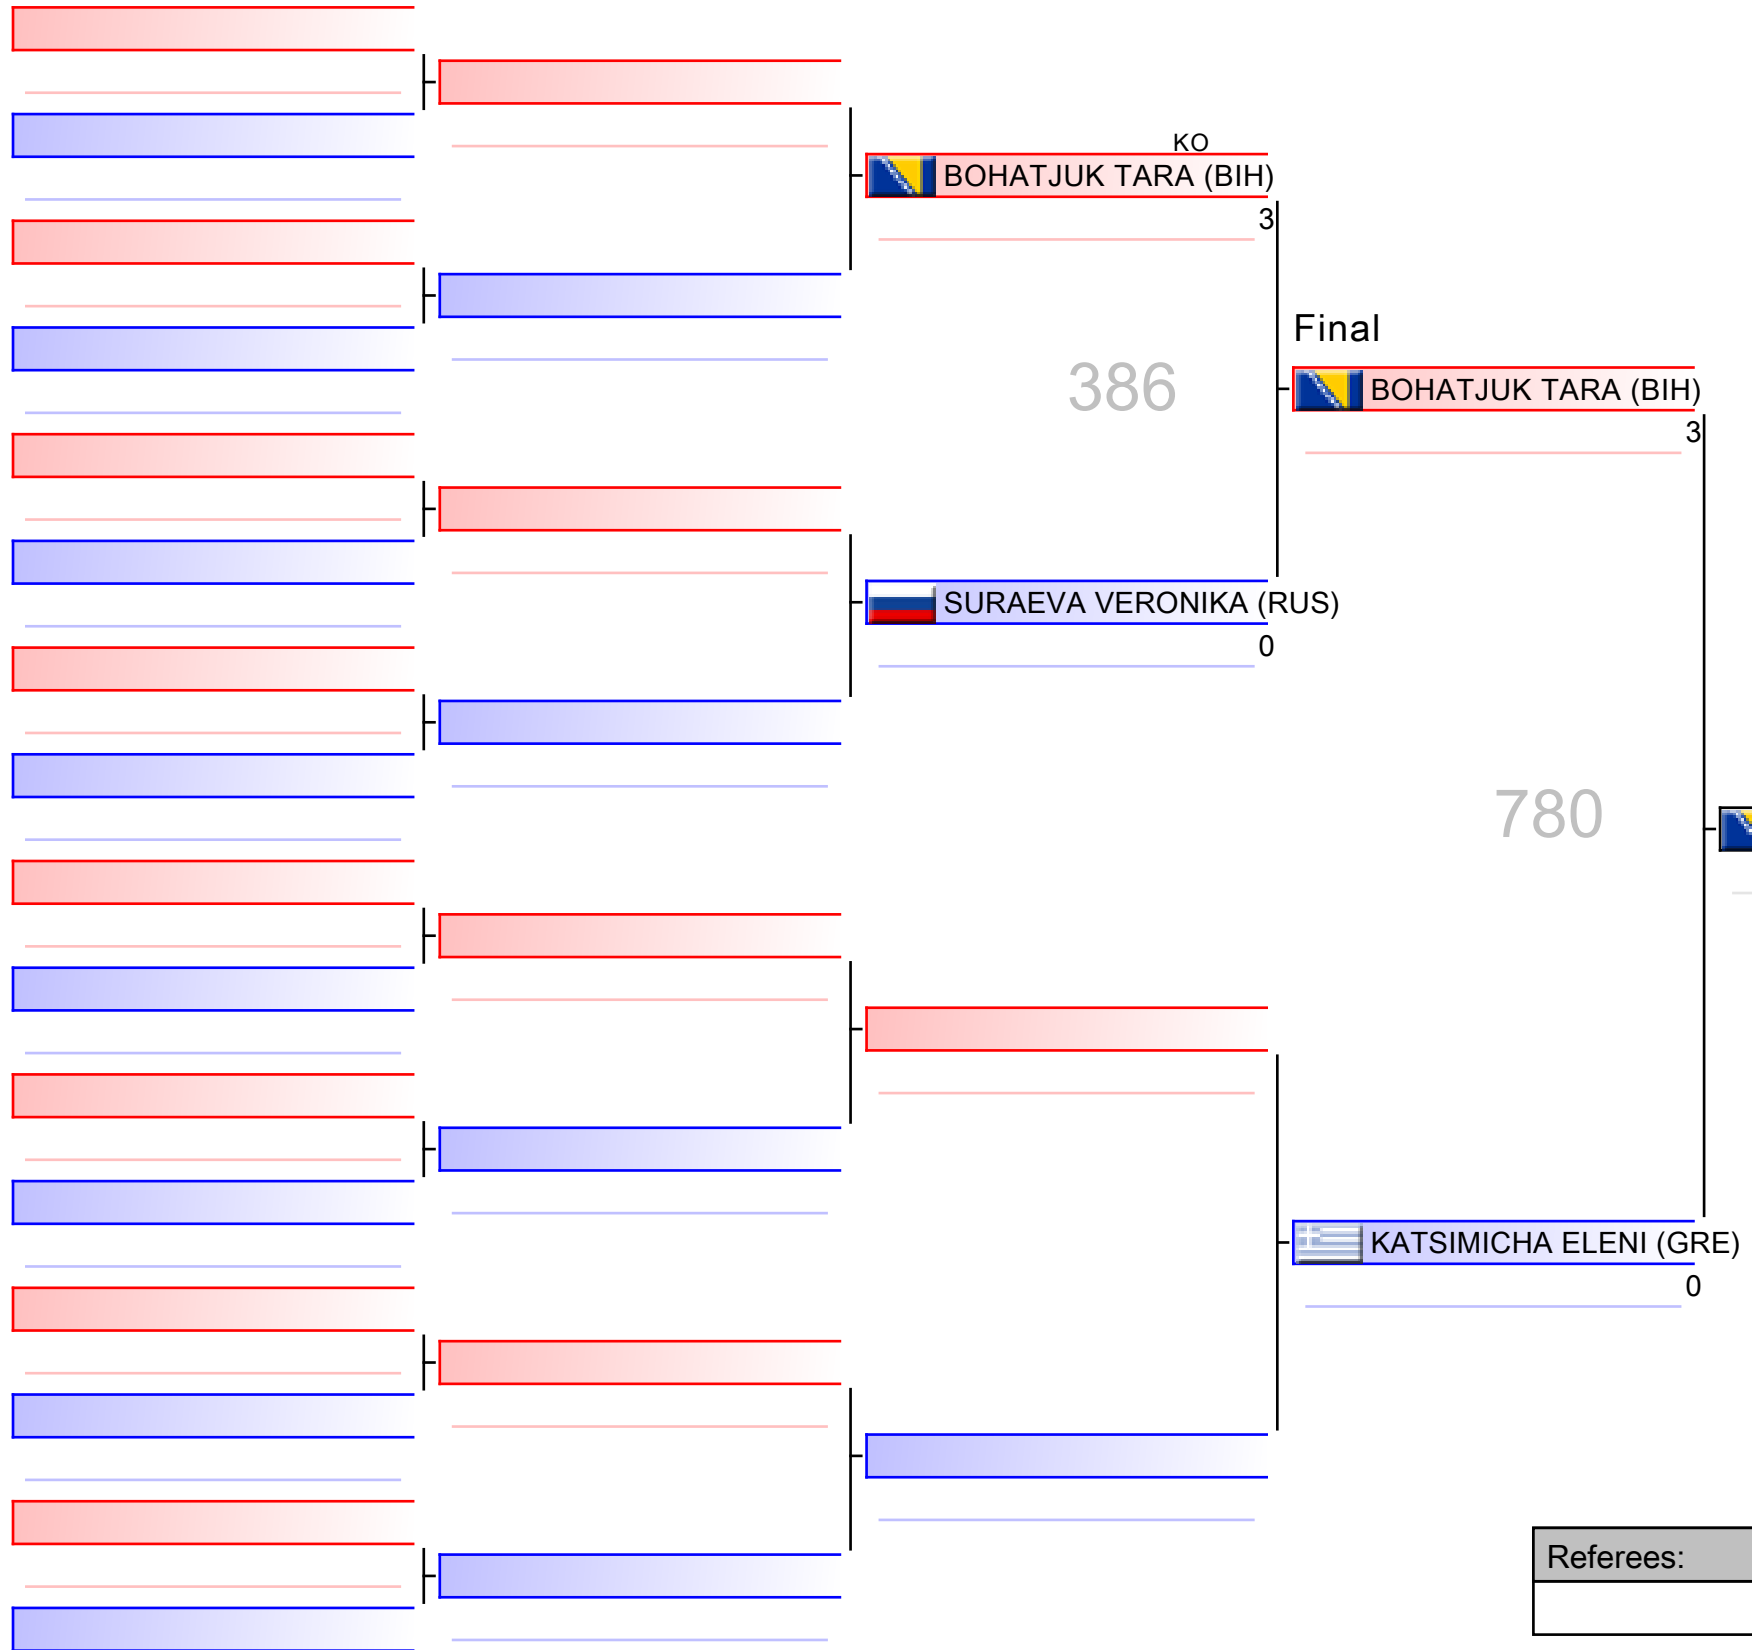 KO
BOHATJUK TARA (BIH)
3
Final
386
BOHATJUK TARA (BIH)
3
SURAEVA VERONIKA (RUS)
0
780
KATSIMICHA ELENI (GRE)
0
Referees: